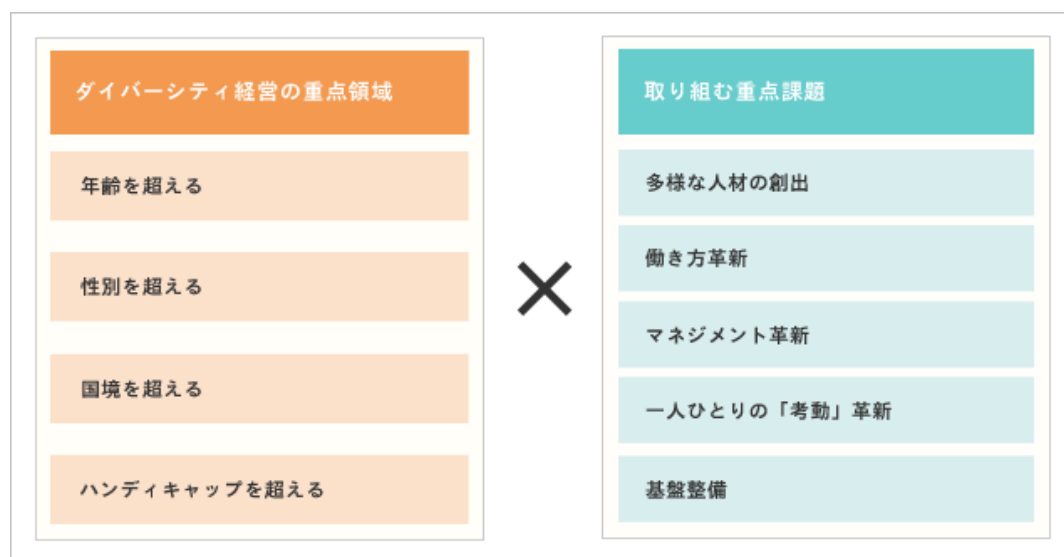 ダイバーシティ経営の重点領域
年齢を超える
性別を超える
国境を超える
ハンディキャップを超える
×
取り組む重点課題
多様な人材の創出
働き方革新
マネジメント革新
一人ひとりの「考動」革新
基盤整備